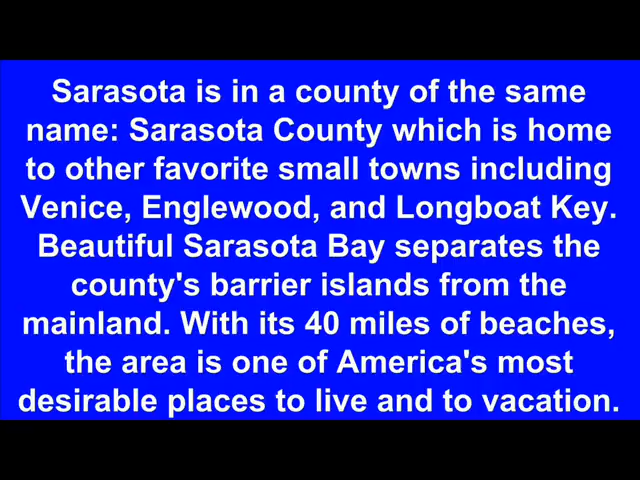 Sarasota is in a county of the same
name: Sarasota County which is home
to other favorite small towns including
Venice, Englewood, and Longboat Key.
Beautiful Sarasota Bay separates the
county's barrier islands from the
mainland. With its 40 miles of beaches,
the area is one of America's most
desirable places to live and to vacation.